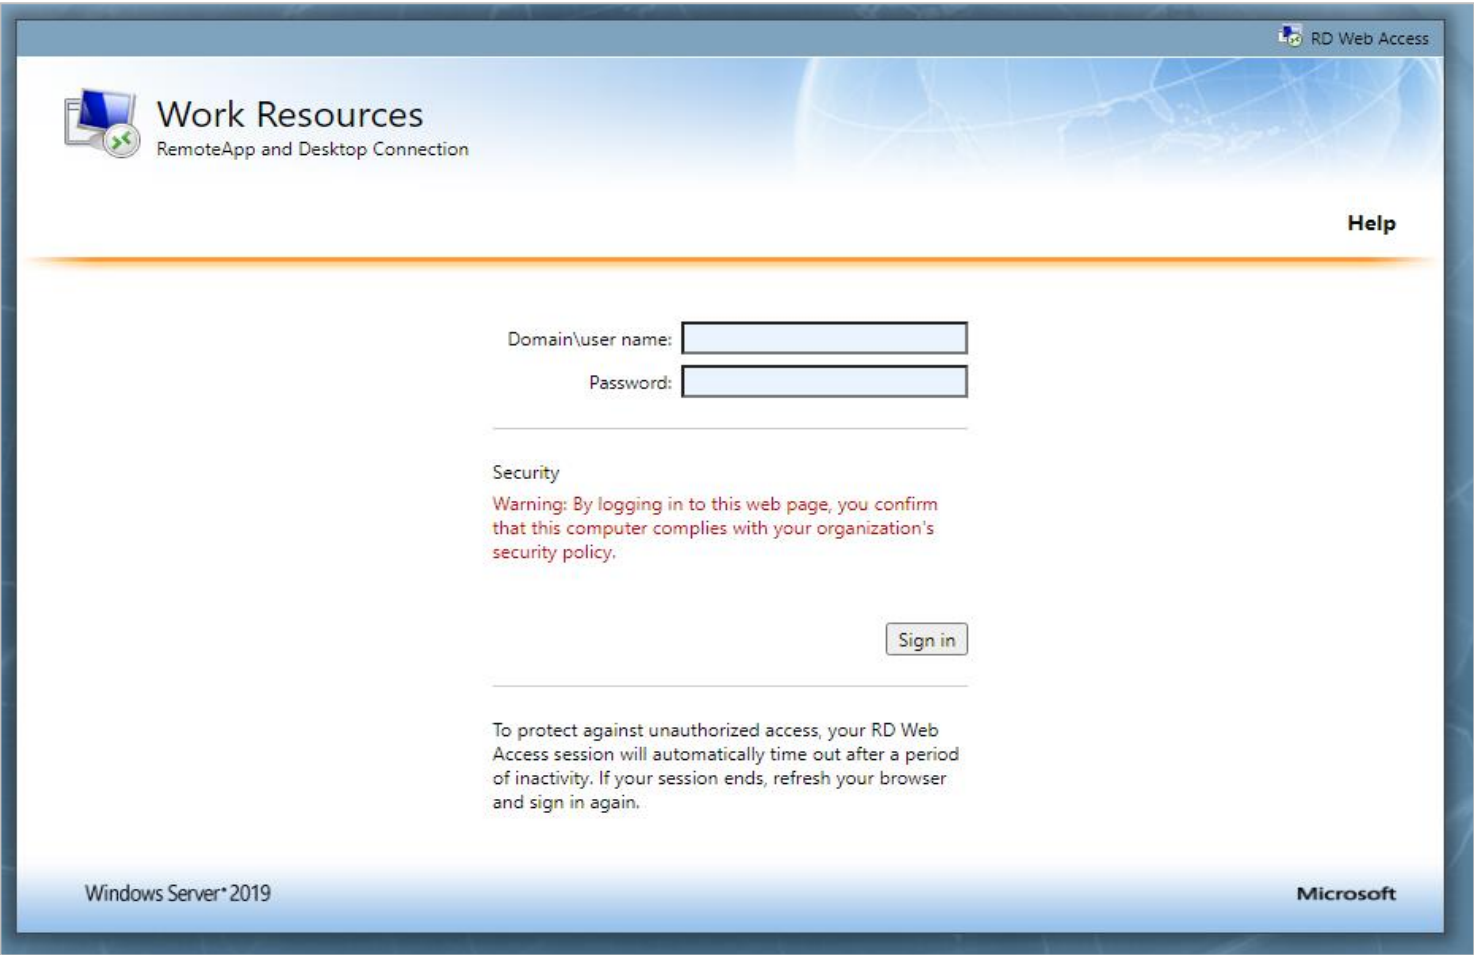 RD Web Access
Work Resources
RemoteApp and Desktop Connection
Help
Domain\user name:
Password:
Security
Warning: By logging in to this web page, you confirm
that this computer complies with your organization's
security policy.
Sign in
To protect against unauthorized access, your RD Web
Access session will automatically time out after a period
of inactivity. If your session ends, refresh your browser
and sign in again.
Windows Server® 2019
Microsoft